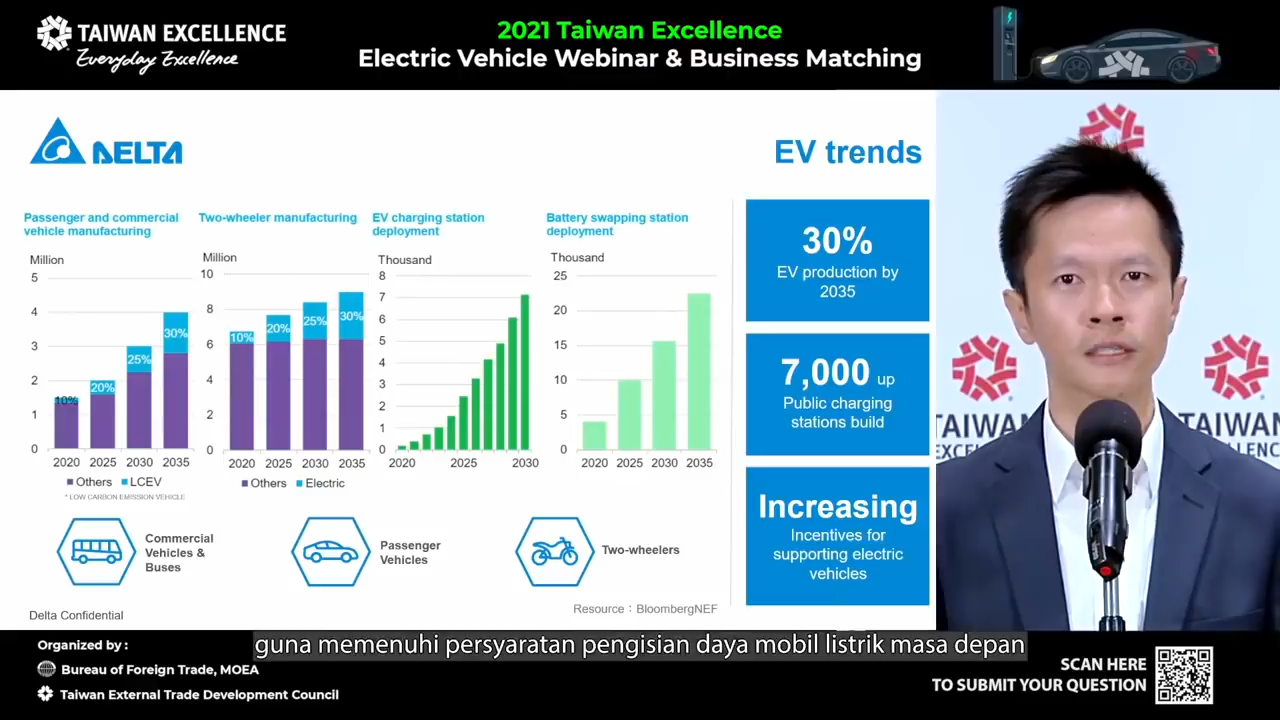 TAIWAN EXCELLENCE
Everyday Excellence
2021 Taiwan Excellence
Electric Vehicle Webinar & Business Matching
DELTA
EV trends
Passenger and commercial
vehicle manufacturing
Million
5
4
3
2
1
0
10%
20%
25%
30%
2020 2025 2030 2035
Others LCEV
* LOW CARBON EMISSION VEHICLE
Two-wheeler manufacturing
Million
10
8
6
4
2
0
10%
20%
25%
30%
2020 2025 2030 2035
Others Electric
EV charging station
deployment
Thousand
8
7
6
5
4
3
2
1
0
2020 2025 2030
Battery swapping station
deployment
Thousand
25
20
15
10
5
0
2020 2025 2030 2035
30%
EV production by
2035
7,000 up
Public charging
stations build
Increasing
Incentives for
supporting electric
vehicles
Commercial
Vehicles &
Buses
Passenger
Vehicles
Two-wheelers
Delta Confidential
Resource：BloombergNEF
TAIWAN
EXCELLENCE
guna memenuhi persyaratan pengisian daya mobil listrik masa depan
Organized by :
Bureau of Foreign Trade, MOEA
Taiwan External Trade Development Council
SCAN HERE
TO SUBMIT YOUR QUESTION